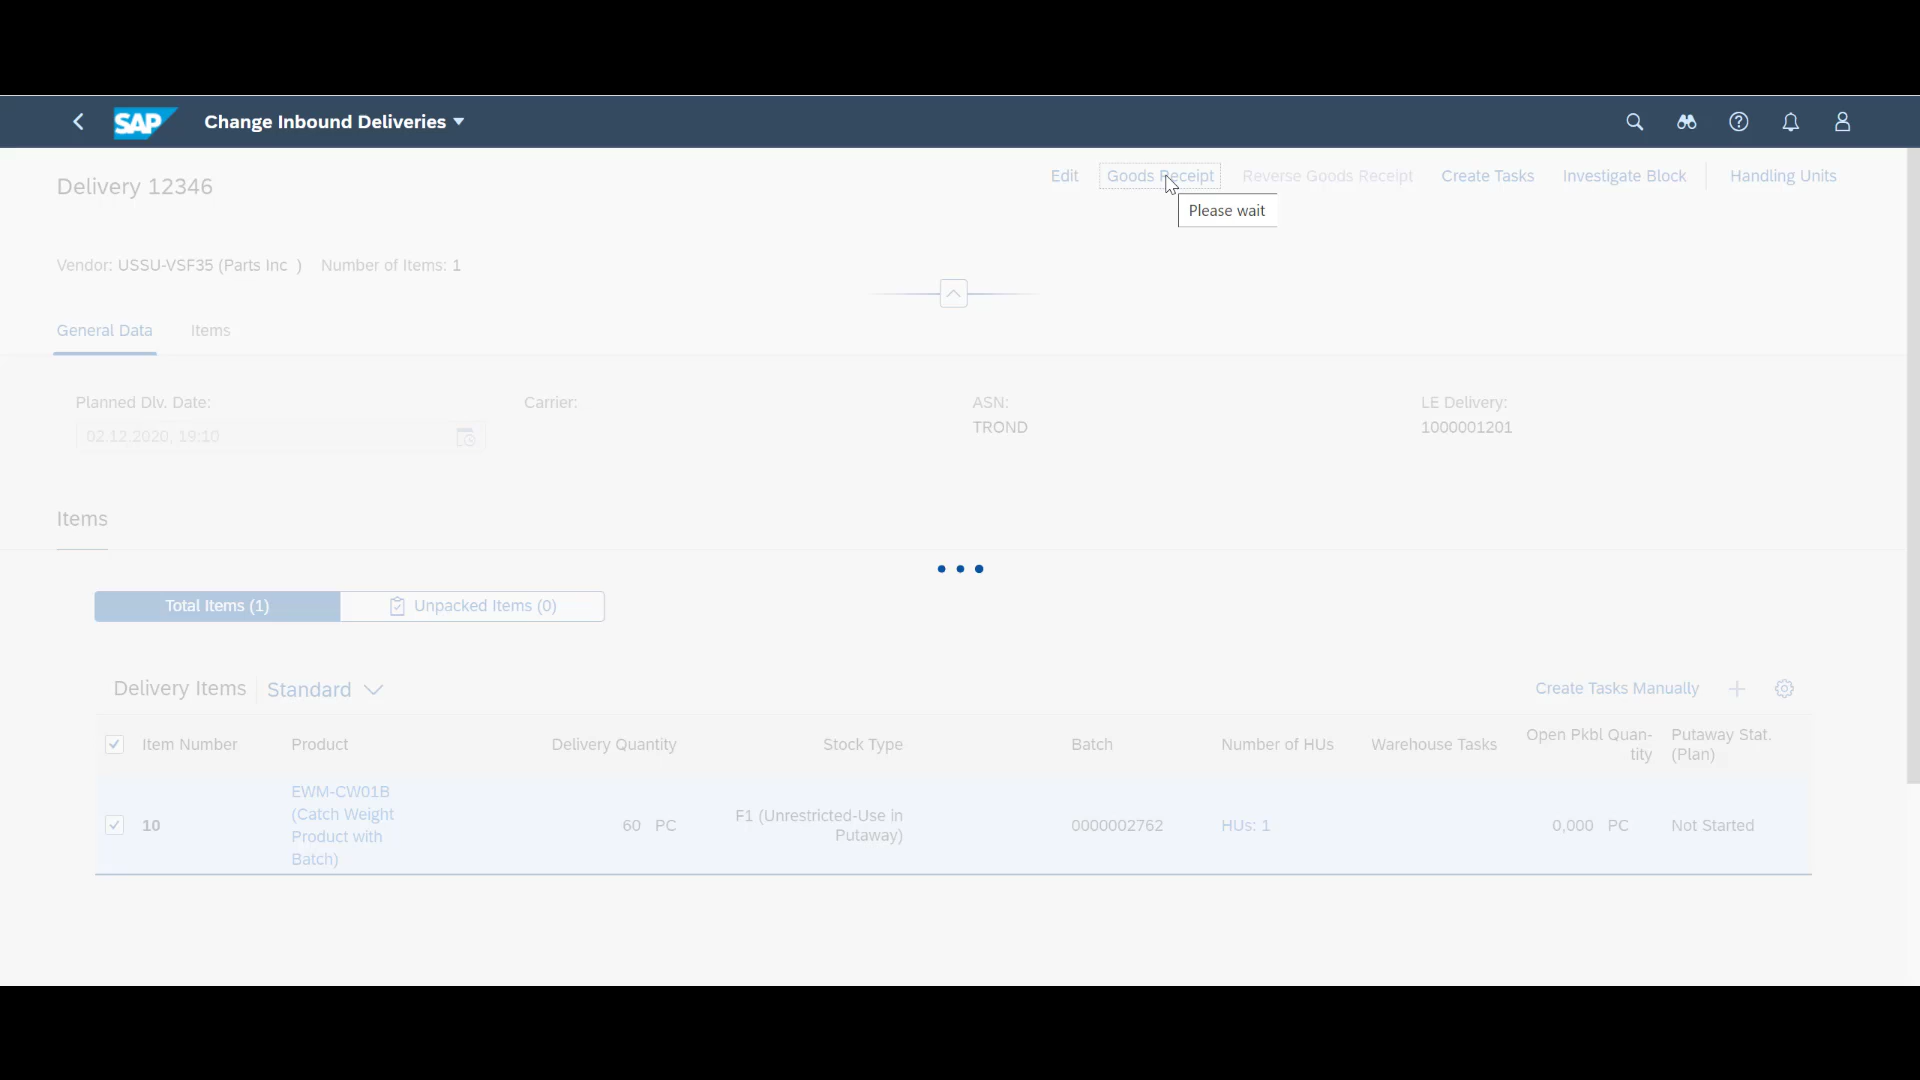 SAP Change Inbound Deliveries
Delivery 12346
Edit Goods Receipt Reverse Goods Receipt Create Tasks Investigate Block Handling Units
Please wait
Vendor: USSU-VSF35 (Parts Inc ) Number of Items: 1
General Data Items
Planned Dlv. Date: Carrier: ASN: LE Delivery:
02.12.2020, 19:10 TROND 1000001201
Items
Total Items (1) Unpacked Items (0)
Delivery Items Standard Create Tasks Manually
Item Number Product Delivery Quantity Stock Type Batch Number of HUs Warehouse Tasks Open Pkbl Quan-
tity Putaway Stat.
(Plan)
10 EWM-CW01B
(Catch Weight
Product with
Batch) 60 PC F1 (Unrestricted-Use in
Putaway) 0000002762 HUs: 1 0,000 PC Not Started